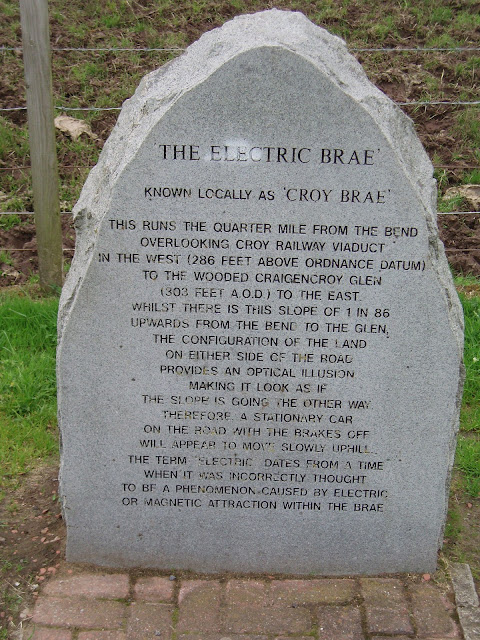 'THE ELECTRIC BRAE'
KNOWN LOCALLY AS 'CROY BRAE'
THIS RUNS THE QUARTER MILE FROM THE BEND
OVERLOOKING CROY RAILWAY VIADUCT
IN THE WEST (286 FEET ABOVE ORDNANCE DATUM)
TO THE WOODED CRAIGENCROY GLEN
(303 FEET A.O.D.) TO THE EAST.
WHILST THERE IS THIS SLOPE OF 1 IN 86
UPWARDS FROM THE BEND TO THE GLEN,
THE CONFIGURATION OF THE LAND
ON EITHER SIDE OF THE ROAD
PROVIDES AN OPTICAL ILLUSION
MAKING IT LOOK AS IF
THE SLOPE IS GOING THE OTHER WAY.
THEREFORE, A STATIONARY CAR
ON THE ROAD WITH THE BRAKES OFF
WILL APPEAR TO MOVE SLOWLY UPHILL.
THE TERM 'ELECTRIC' DATES FROM A TIME
WHEN IT WAS INCORRECTLY THOUGHT
TO BE A PHENOMENON CAUSED BY ELECTRIC
OR MAGNETIC ATTRACTION WITHIN THE BRAE